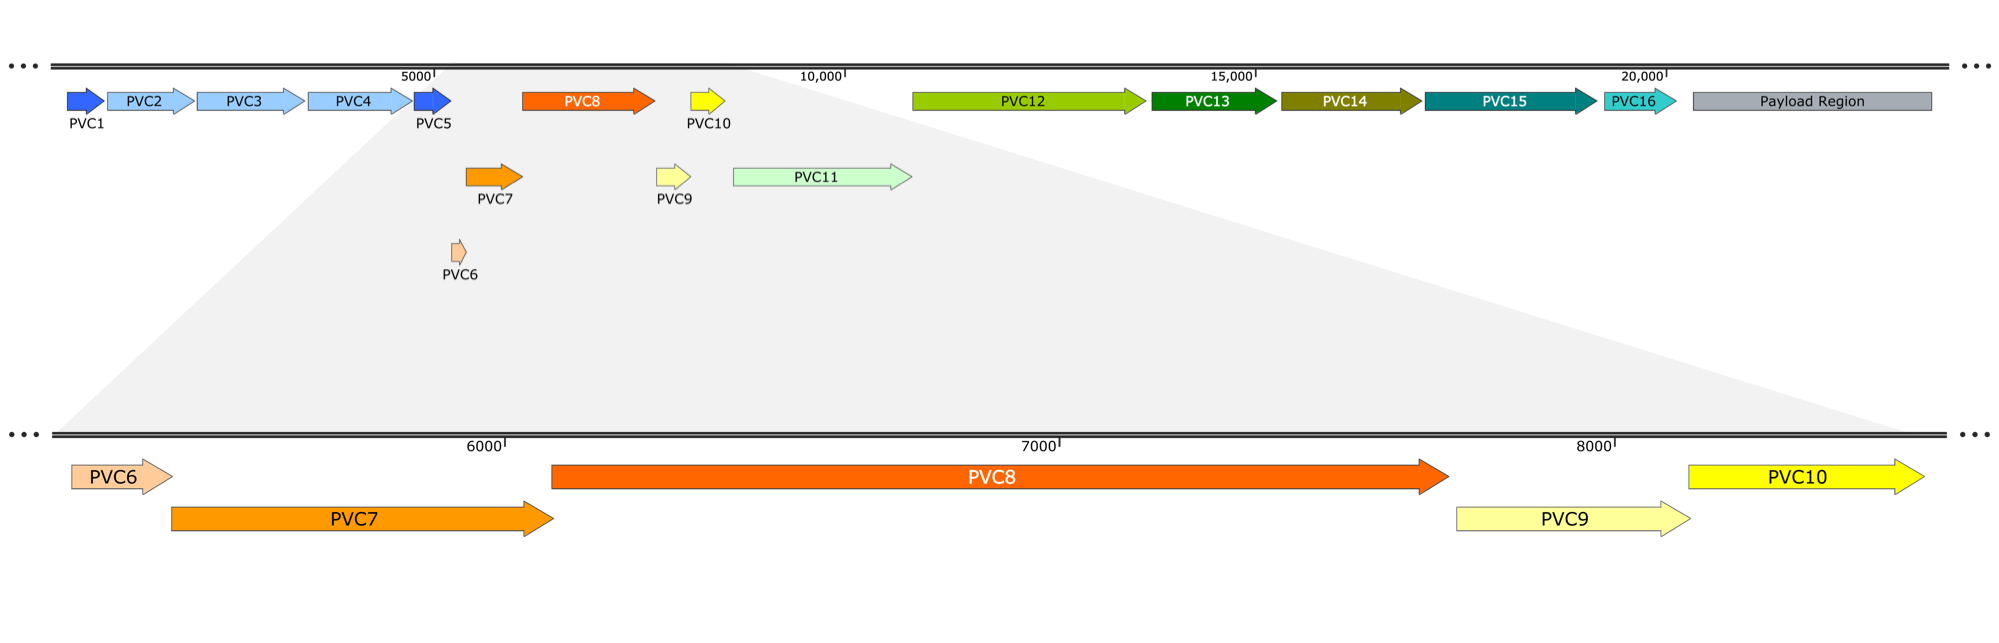 5000 10,000 15,000 20,000
PVC2 PVC3 PVC4 PVC8 PVC12 PVC13 PVC14 PVC15 PVC16 Payload Region
PVC1 PVC5 PVC10
PVC11
PVC7 PVC9
PVC6
6000 7000 8000
PVC6 PVC8 PVC10
PVC7 PVC9